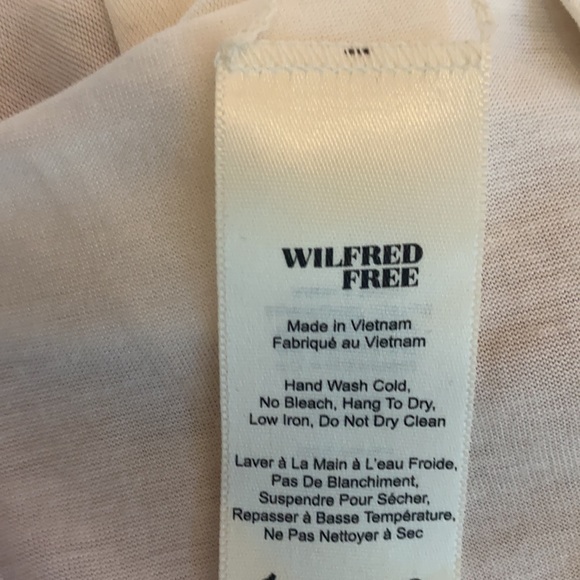 WILFRED
FREE
Made in Vietnam
Fabriqué au Vietnam
Hand Wash Cold,
No Bleach, Hang To Dry,
Low Iron, Do Not Dry Clean
Laver à La Main à L'eau Froide,
Pas De Blanchiment,
Suspendre Pour Sécher,
Repasser à Basse Température,
Ne Pas Nettoyer à Sec